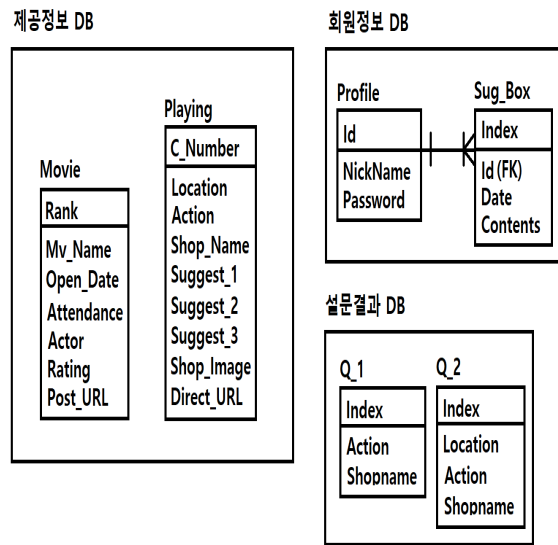 제공정보 DB
Movie
Rank
Mv_Name
Open_Date
Attendance
Actor
Rating
Post_URL
Playing
C_Number
Location
Action
Shop_Name
Suggest_1
Suggest_2
Suggest_3
Shop_Image
Direct_URL
회원정보 DB
Profile
Id
NickName
Password
Sug_Box
Index
Id (FK)
Date
Contents
설문결과 DB
Q_1
Index
Action
Shopname
Q_2
Index
Location
Action
Shopname